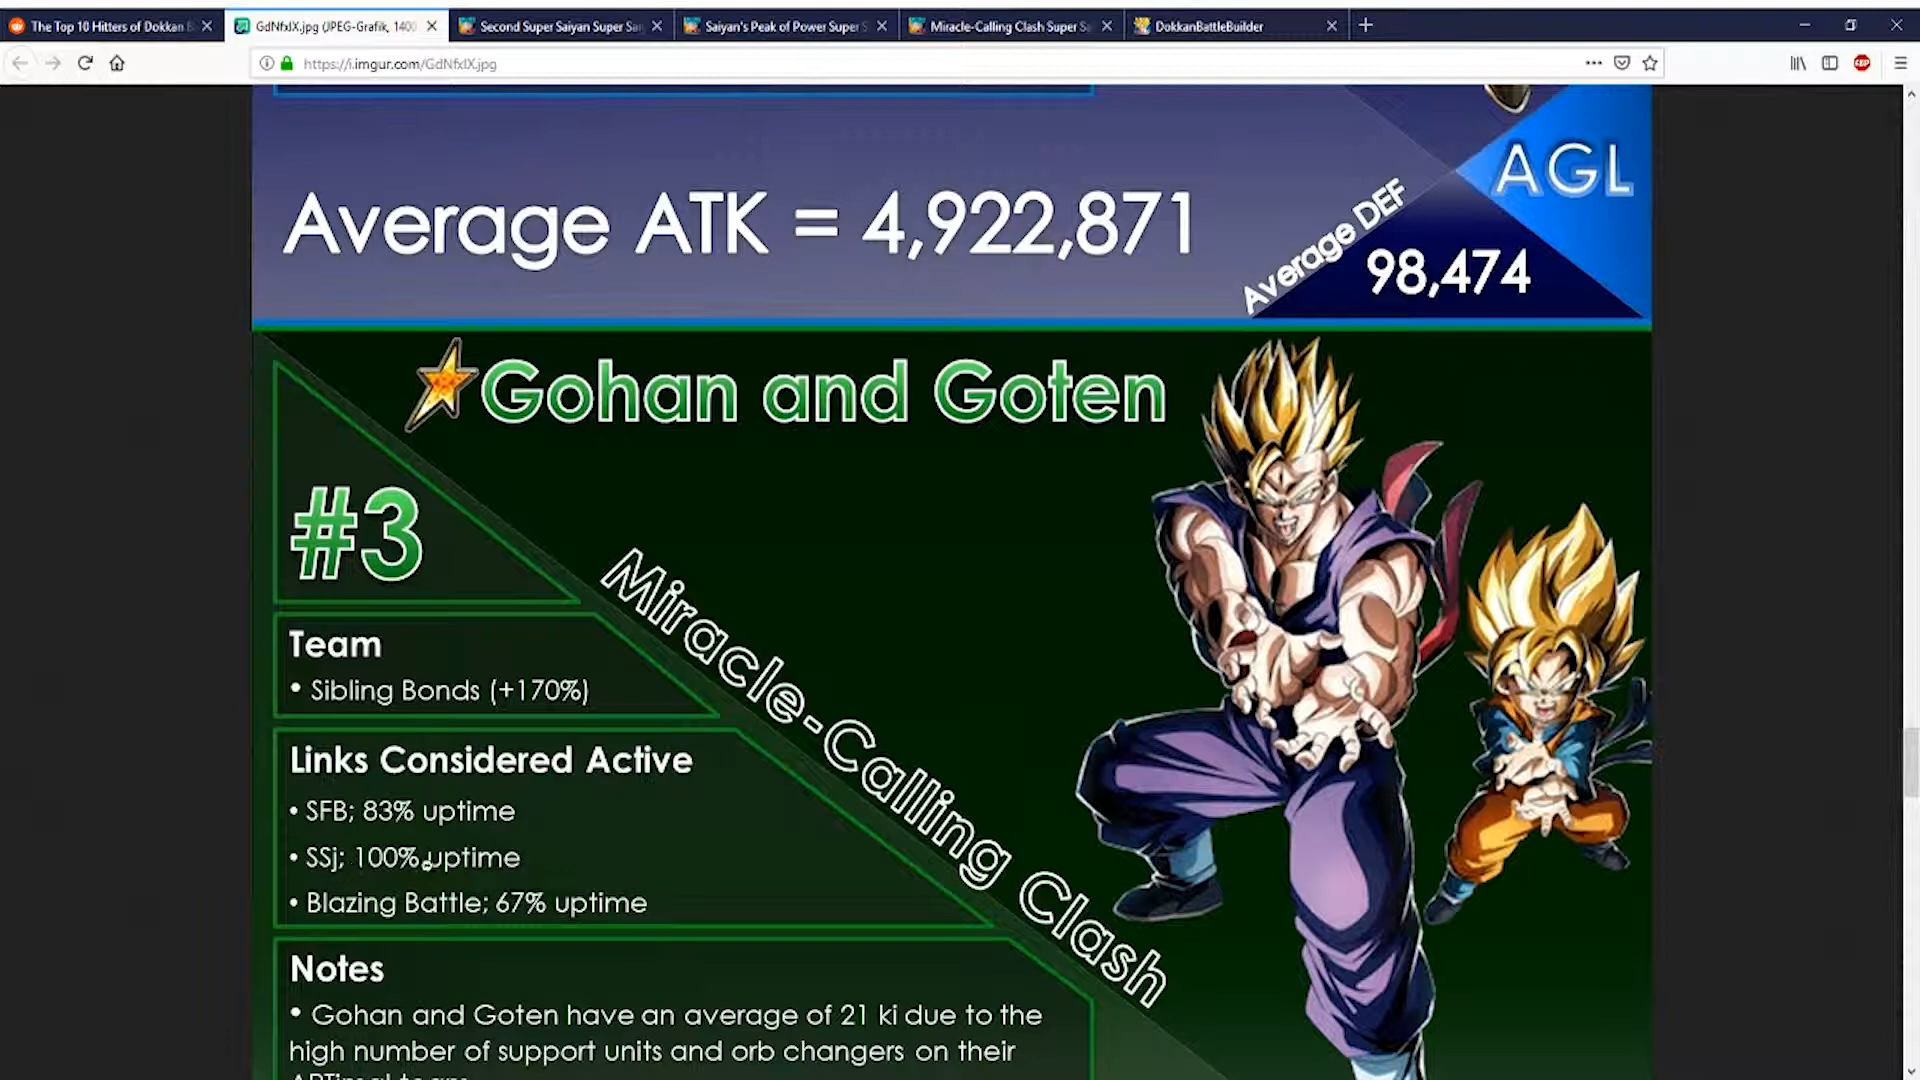 The Top 10 Hitters of Dokkan B
GdNfxlX.jpg (JPEG-Grafik, 1400
Second Super Saiyan Super Sai
Saiyan's Peak of Power Super S
Miracle-Calling Clash Super Sa
DokkanBattleBuilder
https://i.imgur.com/GdNfxlX.jpg
AGL
Average ATK = 4,922,871
Average DEF
98,474
Gohan and Goten
#3
Miracle-Calling Clash
Team
• Sibling Bonds (+170%)
Links Considered Active
• SFB; 83% uptime
• SSj; 100% uptime
• Blazing Battle; 67% uptime
Notes
• Gohan and Goten have an average of 21 ki due to the
high number of support units and orb changers on their